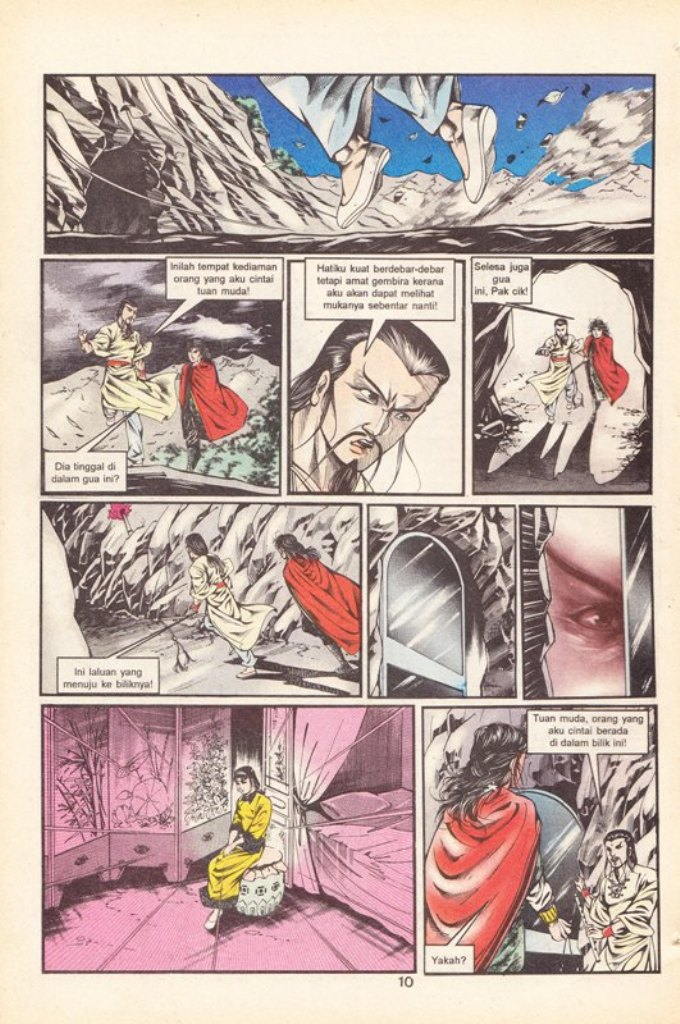 Inilah tempat kediaman
orang yang aku cintai
tuan muda!
Dia tinggal di
dalam gua ini?
Hatiku kuat berdebar-debar
tetapi amat gembira kerana
aku akan dapat melihat
mukanya sebentar nanti!
Selesa juga
gua
ini, Pak cik!
Ini laluan yang
menuju ke biliknya!
Tuan muda, orang yang
aku cintai berada
di dalam bilik ini!
Yakah?
10